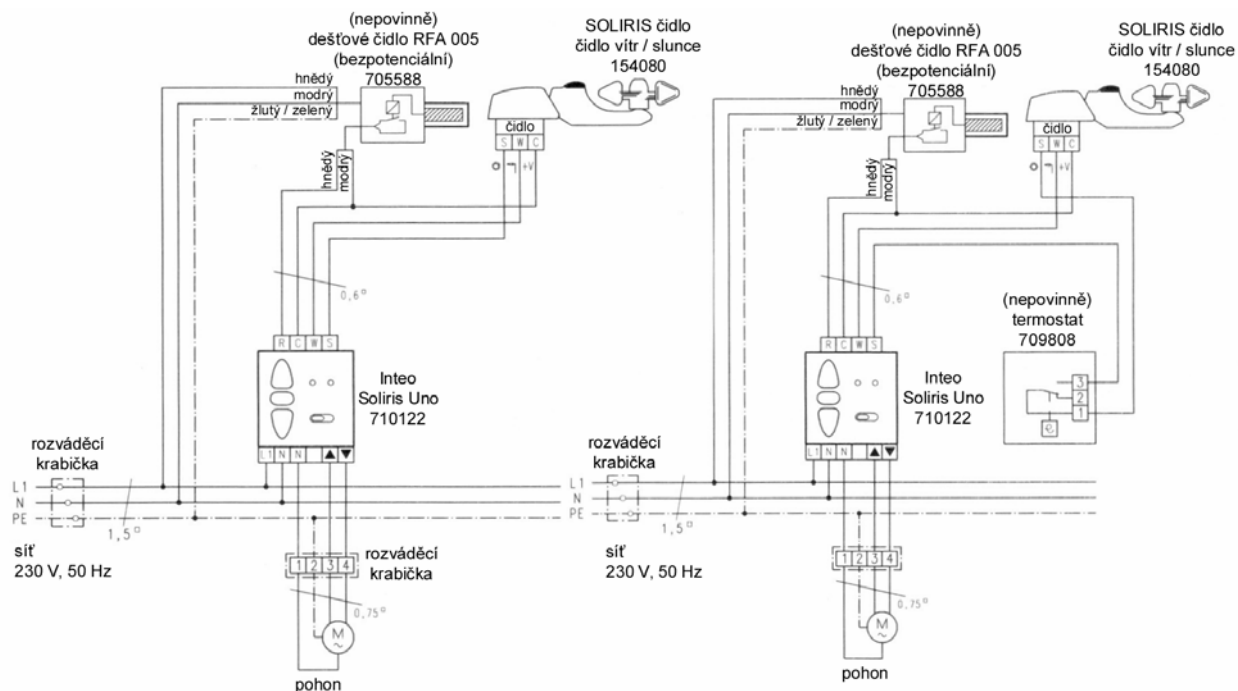 (nepovinně)
dešťové čidlo RFA 005
(bezpotenciální)
705588
SOLIRIS čidlo
čidlo vítr / slunce
154080
hnědý
modrý
žlutý / zelený
čidlo
S W C
+V
hnědý
modrý
0,6
R C W S
Inteo
Soliris Uno
710122
L1 N N ▲ ▼
rozváděcí
krabička
L1
N
PE
1,5
síť
230 V, 50 Hz
1 2 3 4
rozváděcí
krabička
0,75
M
~
pohon
(nepovinně)
dešťové čidlo RFA 005
(bezpotenciální)
705588
SOLIRIS čidlo
čidlo vítr / slunce
154080
hnědý
modrý
žlutý / zelený
čidlo
S W C
+V
hnědý
modrý
0,6
(nepovinně)
termostat
709808
3
2
1
R C W S
Inteo
Soliris Uno
710122
L1 N N ▲ ▼
rozváděcí
krabička
L1
N
PE
1,5
síť
230 V, 50 Hz
1 2 3 4
0,75
M
~
pohon